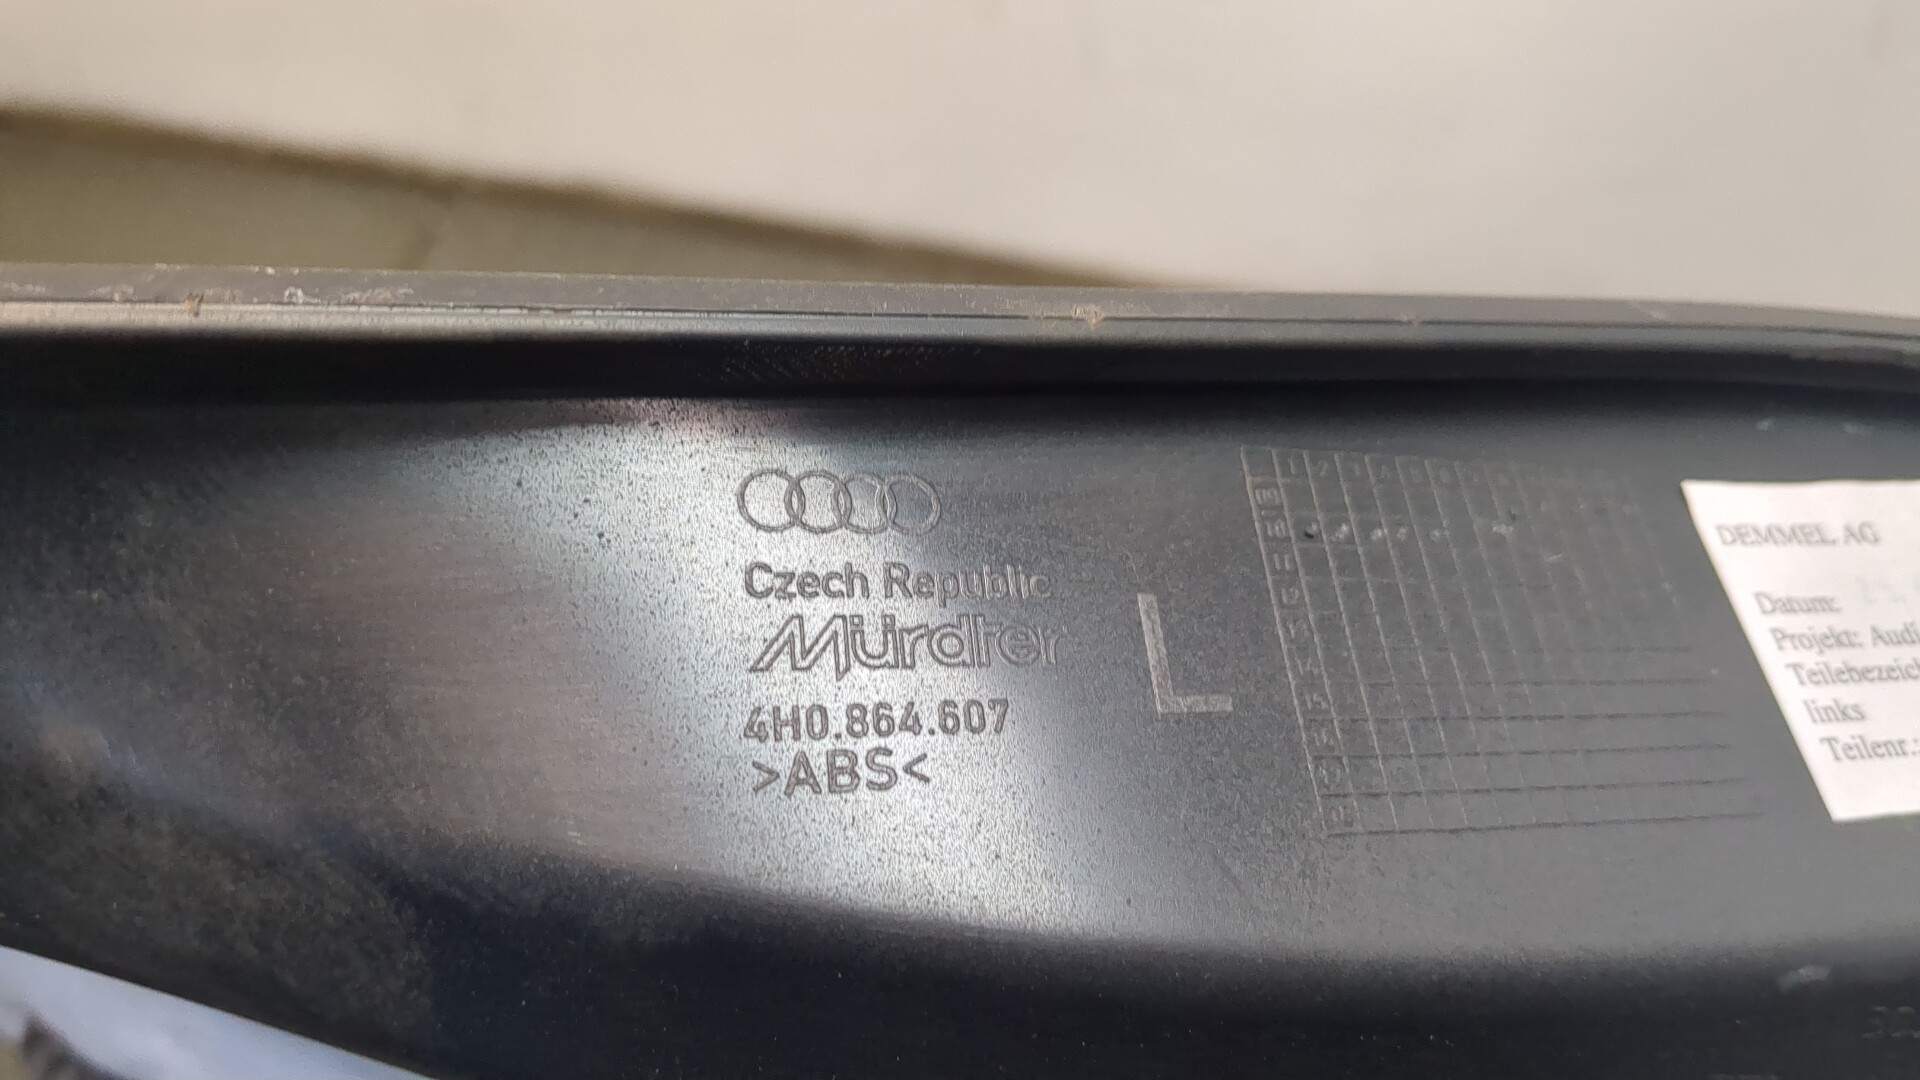 Czech Republic
Mürdter
L
4H0.864.607
>ABS<
DEMMEL AG
Datum:
Projekt: Audi
links
Teilenr.: